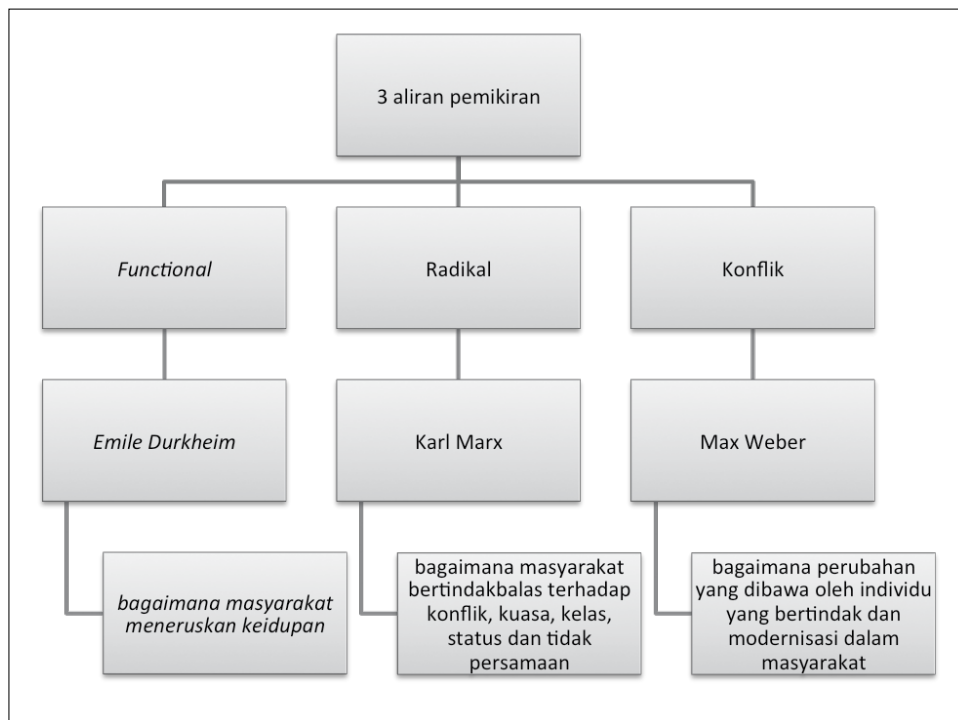 3 aliran pemikiran
Functional
Radikal
Konflik
Emile Durkheim
Karl Marx
Max Weber
bagaimana masyarakat
meneruskan keidupan
bagaimana masyarakat
bertindakbalas terhadap
konflik, kuasa, kelas,
status dan tidak
persamaan
bagaimana perubahan
yang dibawa oleh individu
yang bertindak dan
modernisasi dalam
masyarakat